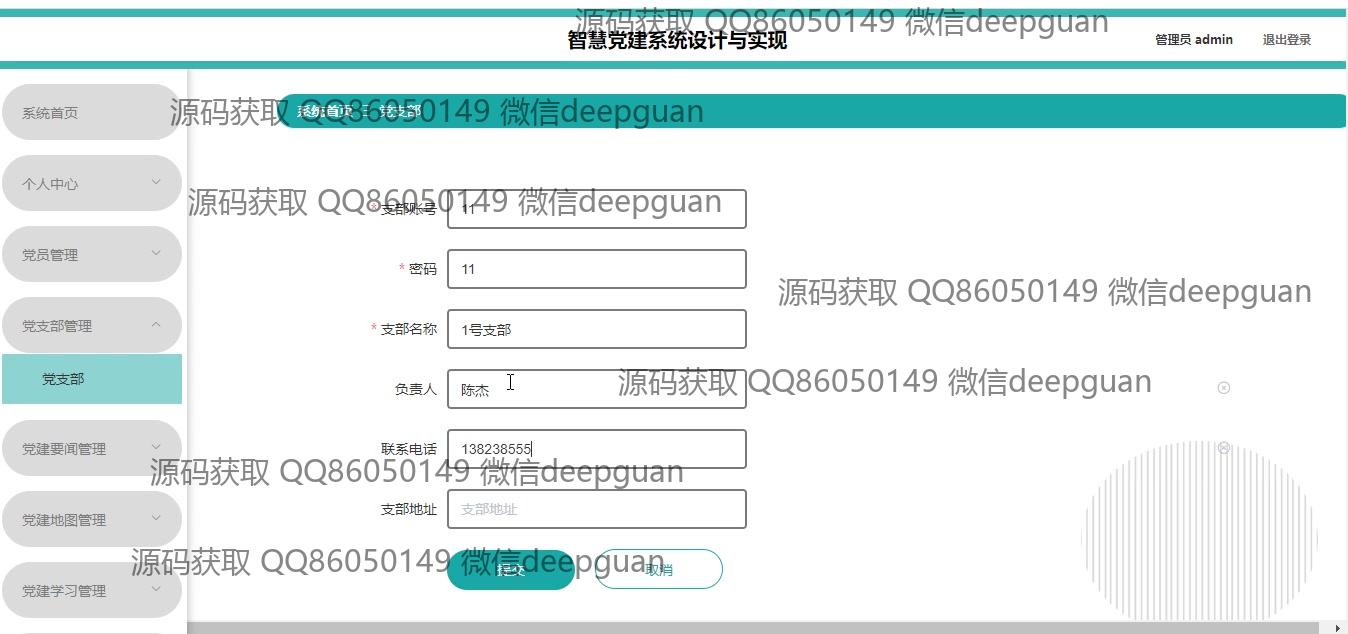 源码获取 QQ86050149 微信deepguan
智慧党建系统设计与实现
管理员 admin
退出登录
系统首页
源码获取 QQ86050149 微信deepguan
系统首页
党支部
个人中心
源码获取 QQ86050149 微信deepguan
* 支部账号
11
党员管理
* 密码
11
源码获取 QQ86050149 微信deepguan
党支部管理
* 支部名称
1号支部
党支部
负责人
陈杰
源码获取 QQ86050149 微信deepguan
党建要闻管理
联系电话
138238555
源码获取 QQ86050149 微信deepguan
党建地图管理
支部地址
支部地址
源码获取 QQ86050149 微信deepguan
提交
取消
党建学习管理